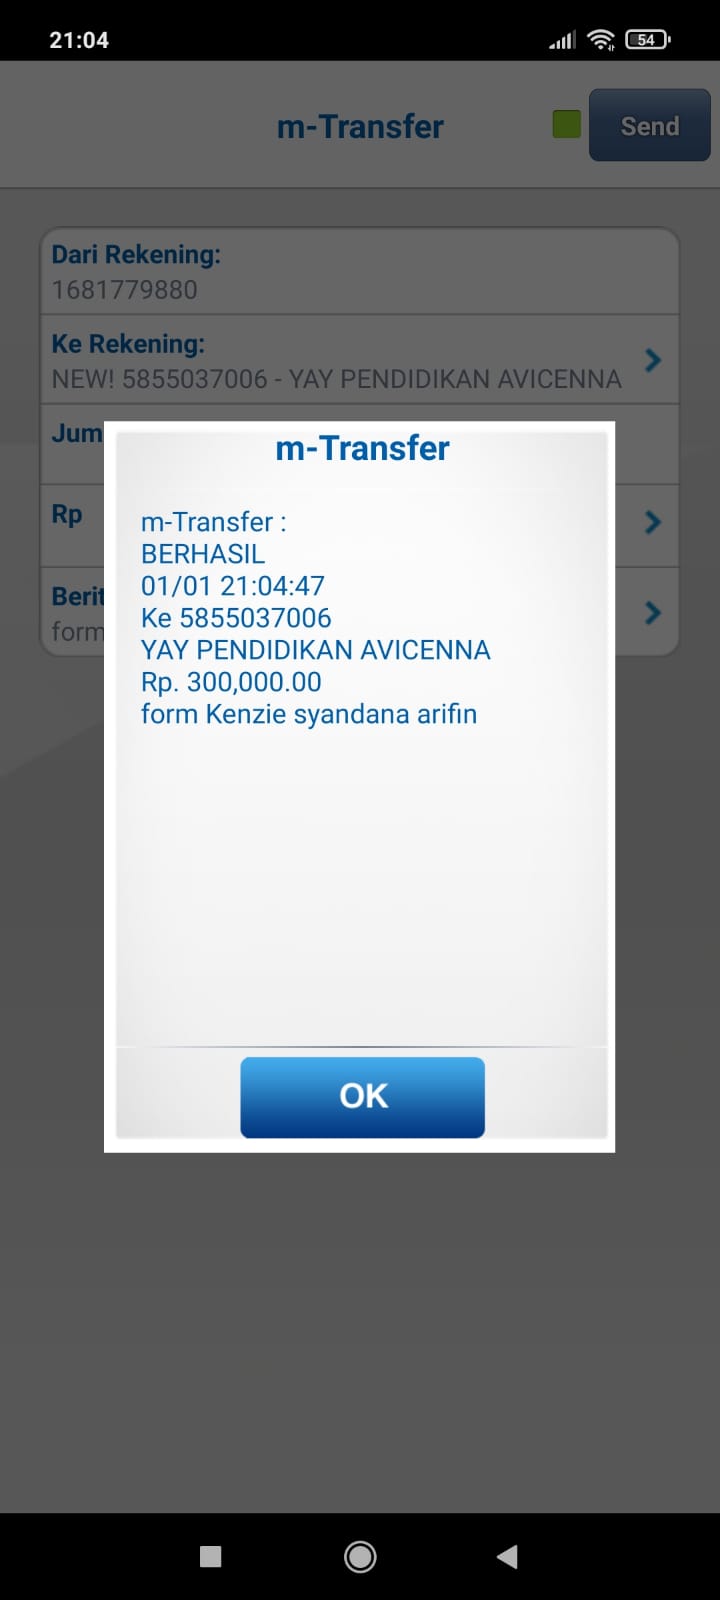 21:04
54
m-Transfer
Send
Dari Rekening:
1681779880
Ke Rekening:
NEW! 5855037006 - YAY PENDIDIKAN AVICENNA
Jum
Rp
Berit
form
m-Transfer
m-Transfer :
BERHASIL
01/01 21:04:47
Ke 5855037006
YAY PENDIDIKAN AVICENNA
Rp. 300,000.00
form Kenzie syandana arifin
OK